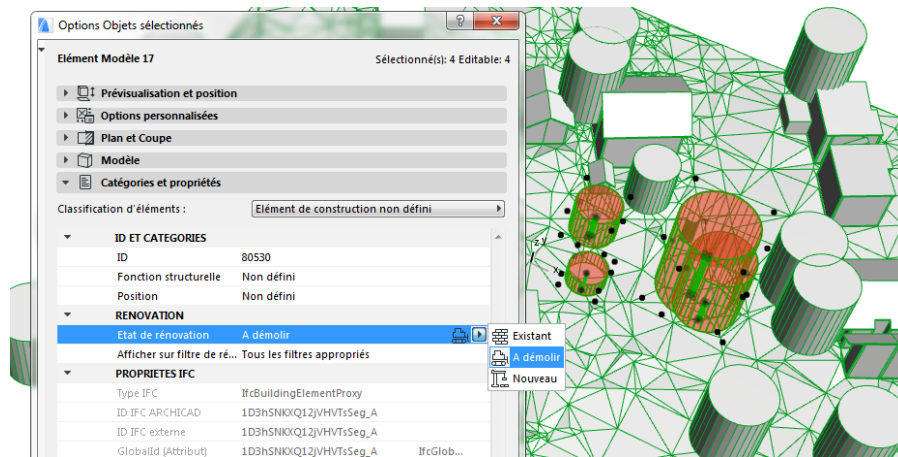 Options Objets sélectionnés
Elément Modèle 17 Sélectionné(s): 4 Editable: 4
Prévisualisation et position
Options personnalisées
Plan et Coupe
Modèle
Catégories et propriétés
Classification d'éléments : Elément de construction non défini
ID ET CATEGORIES
ID 80530
Fonction structurelle Non défini
Position Non défini
RENOVATION
Etat de rénovation A démolir
Existant
A démolir
Nouveau
Afficher sur filtre de ré... Tous les filtres appropriés
PROPRIETES IFC
Type IFC IfcBuildingElementProxy
ID IFC ARCHICAD 1D3hSNKXQ12jVHVTsSeg_A
ID IFC externe 1D3hSNKXQ12jVHVTsSeg_A
GlobalId (Attribut) 1D3hSNKXQ12jVHVTsSeg_A IfcGlob...
z y
x